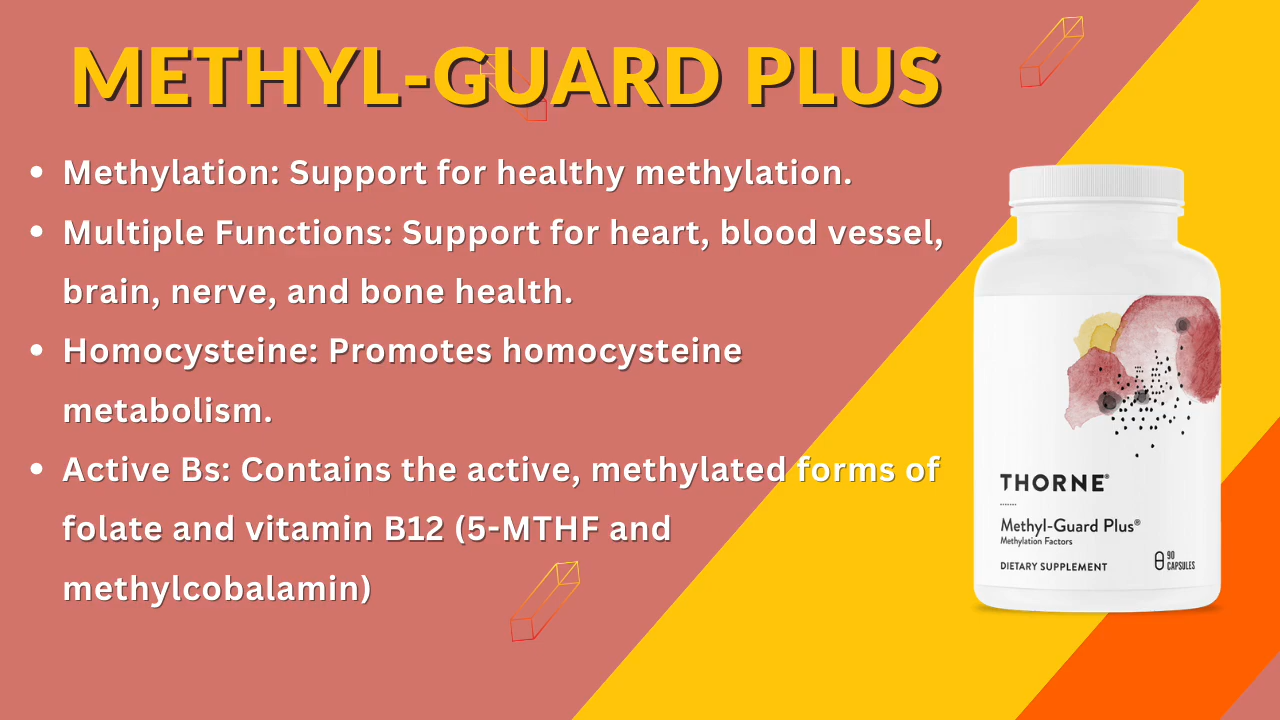 METHYL-GUARD PLUS
• Methylation: Support for healthy methylation.
• Multiple Functions: Support for heart, blood vessel,
brain, nerve, and bone health.
• Homocysteine: Promotes homocysteine
metabolism.
• Active Bs: Contains the active, methylated forms of
folate and vitamin B12 (5-MTHF and
methylcobalamin)
THORNE®
Methyl-Guard Plus®
Methylation Factors
DIETARY SUPPLEMENT
90
CAPSULES